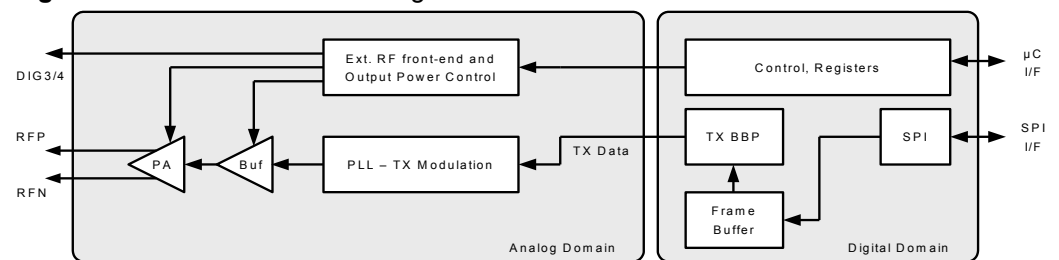 Ext. RF front-end and
Output Power Control
Control, Registers
µC
I/F
DIG3/4
RFP
RFN
PA
Buf
PLL – TX Modulation
TX Data
TX BBP
SPI
SPI
I/F
Frame
Buffer
Analog Domain
Digital Domain